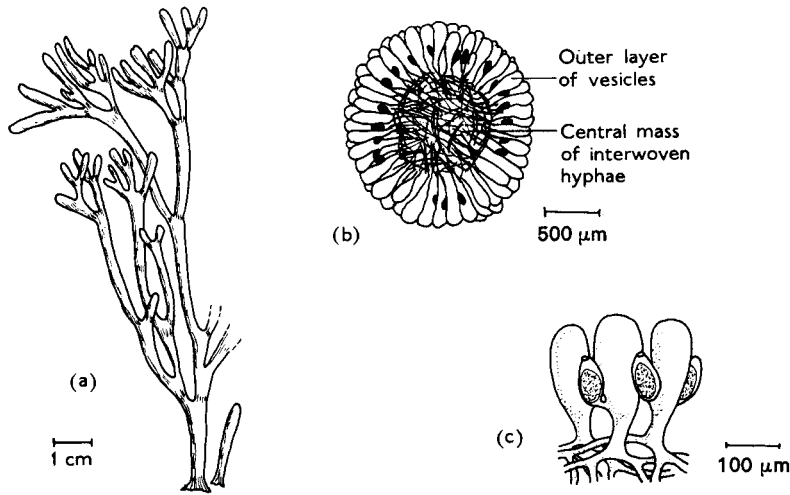 Outer layer
of vesicles
Central mass
of interwoven
hyphae
(b)
500 μm
(a)
1 cm
(c)
100 μm